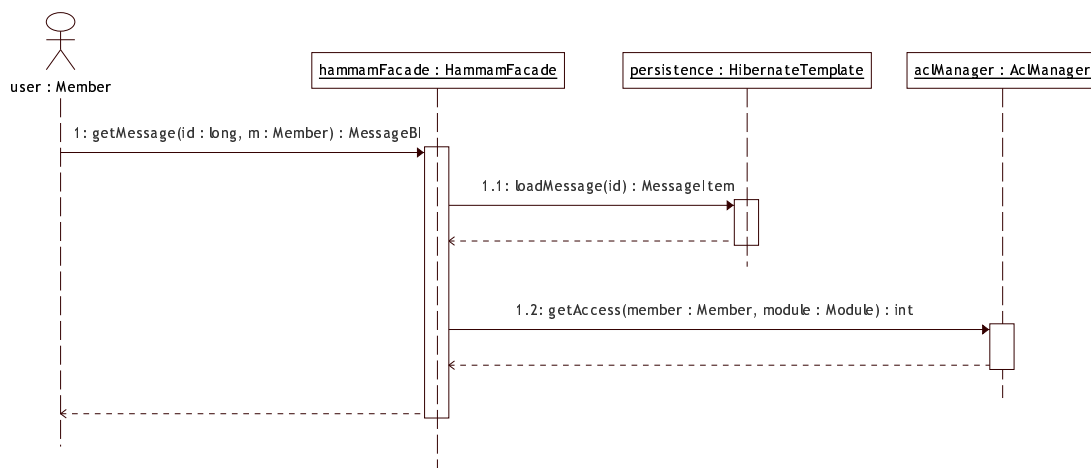 user : Member
hammamFacade : HammamFacade
persistence : HibernateTemplate
aclManager : AclManager
1: getMessage(id : long, m : Member) : MessageBl
1.1: loadMessage(id) : MessageItem
1.2: getAccess(member : Member, module : Module) : int